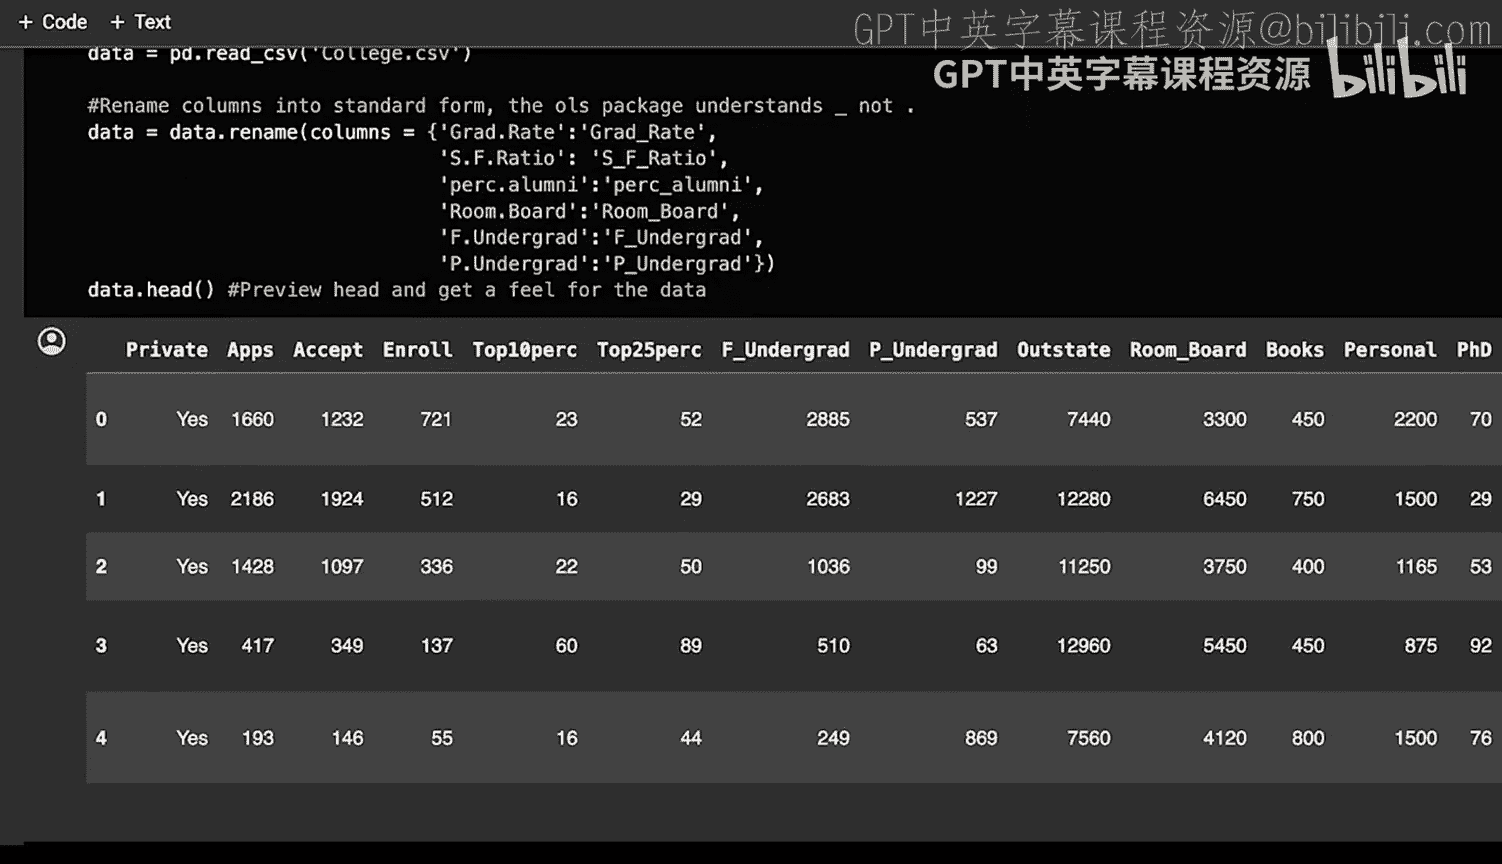 + Code + Text
GPT中英字幕课程资源@bilibili.com
GPT中英字幕课程资源 bilibili
data = pd.read_csv('College.csv')
#Rename columns into standard form, the ols package understands _ not .
data = data.rename(columns = {'Grad.Rate':'Grad_Rate',
'S.F.Ratio': 'S_F_Ratio',
'perc.alumni':'perc_alumni',
'Room.Board':'Room_Board',
'F.Undergrad':'F_Undergrad',
'P.Undergrad':'P_Undergrad'})
data.head() #Preview head and get a feel for the data
Private Apps Accept Enroll Top10perc Top25perc F_Undergrad P_Undergrad Outstate Room_Board Books Personal PhD
0 Yes 1660 1232 721 23 52 2885 537 7440 3300 450 2200 70
1 Yes 2186 1924 512 16 29 2683 1227 12280 6450 750 1500 29
2 Yes 1428 1097 336 22 50 1036 99 11250 3750 400 1165 53
3 Yes 417 349 137 60 89 510 63 12960 5450 450 875 92
4 Yes 193 146 55 16 44 249 869 7560 4120 800 1500 76